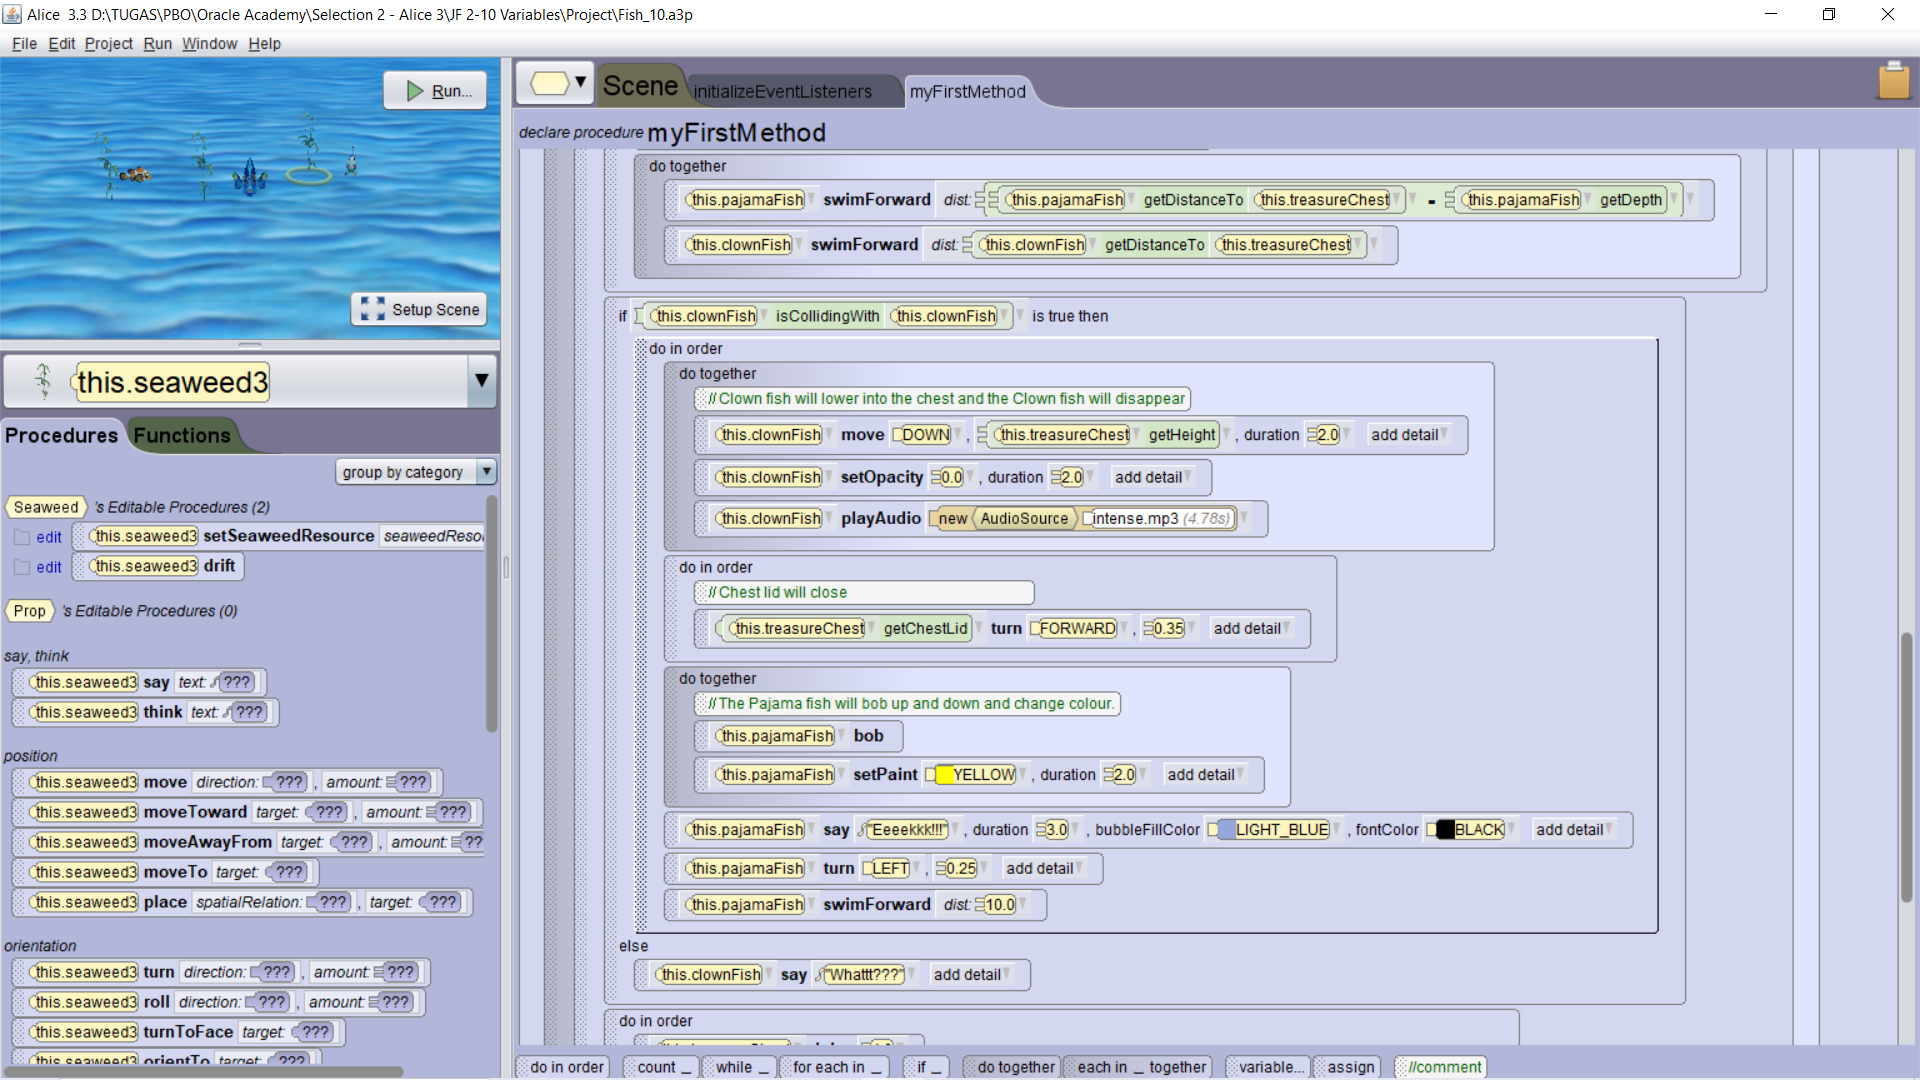 Alice 3.3 D:\TUGAS\PBO\Oracle Academy\Selection 2 - Alice 3\JF 2-10 Variables\Project\Fish_10.a3p
File Edit Project Run Window Help
Run...
Setup Scene
this.seaweed3
Procedures Functions
group by category
Seaweed 's Editable Procedures (2)
edit this.seaweed3 setSeaweedResource seaweedResou
edit this.seaweed3 drift
Prop 's Editable Procedures (0)
say, think
this.seaweed3 say text: ???
this.seaweed3 think text: ???
position
this.seaweed3 move direction: ??? , amount: ???
this.seaweed3 moveToward target: ??? , amount: ???
this.seaweed3 moveAwayFrom target: ??? , amount: ??
this.seaweed3 moveTo target: ???
this.seaweed3 place spatialRelation: ??? , target: ???
orientation
this.seaweed3 turn direction: ??? , amount: ???
this.seaweed3 roll direction: ??? , amount: ???
this.seaweed3 turnToFace target: ???
this.seaweed3 orientTo target: ???
Scene initializeEventListeners myFirstMethod
declare procedure myFirstMethod
do together
this.pajamaFish swimForward dist: this.pajamaFish getDistanceTo this.treasureChest - this.pajamaFish getDepth
this.clownFish swimForward dist: this.clownFish getDistanceTo this.treasureChest
if this.clownFish isCollidingWith this.clownFish is true then
do in order
do together
//Clown fish will lower into the chest and the Clown fish will disappear
this.clownFish move DOWN , this.treasureChest getHeight , duration 2.0 add detail
this.clownFish setOpacity 0.0 , duration 2.0 add detail
this.clownFish playAudio new AudioSource intense.mp3 (4.78s)
do in order
//Chest lid will close
this.treasureChest getChestLid turn FORWARD , 0.35 add detail
do together
//The Pajama fish will bob up and down and change colour.
this.pajamaFish bob
this.pajamaFish setPaint YELLOW , duration 2.0 add detail
this.pajamaFish say "Eeeekkk!!!" , duration 3.0 , bubbleFillColor LIGHT_BLUE , fontColor BLACK add detail
this.pajamaFish turn LEFT , 0.25 add detail
this.pajamaFish swimForward dist: 10.0
else
this.clownFish say "Whattt???" add detail
do in order
do in order count _ while _ for each in _ if _ do together each in _ together variable... assign //comment